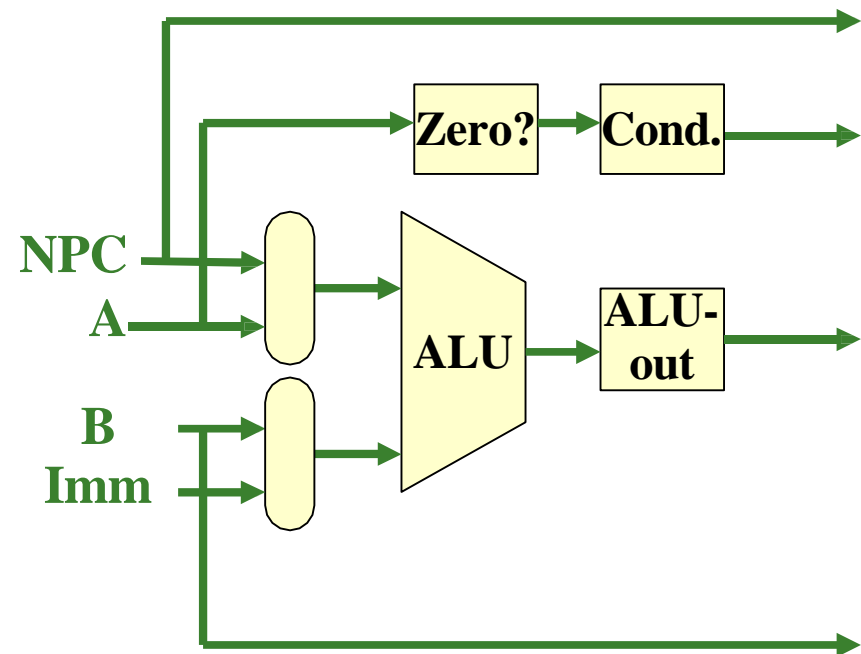 Zero?
Cond.
NPC
A
ALU
ALU-
out
B
Imm